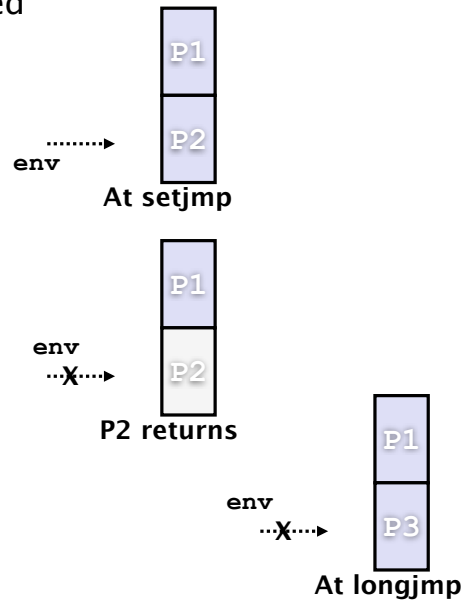 ed
P1
P2
env
At setjmp
P1
env
X
P2
P2 returns
P1
env
X
P3
At longjmp